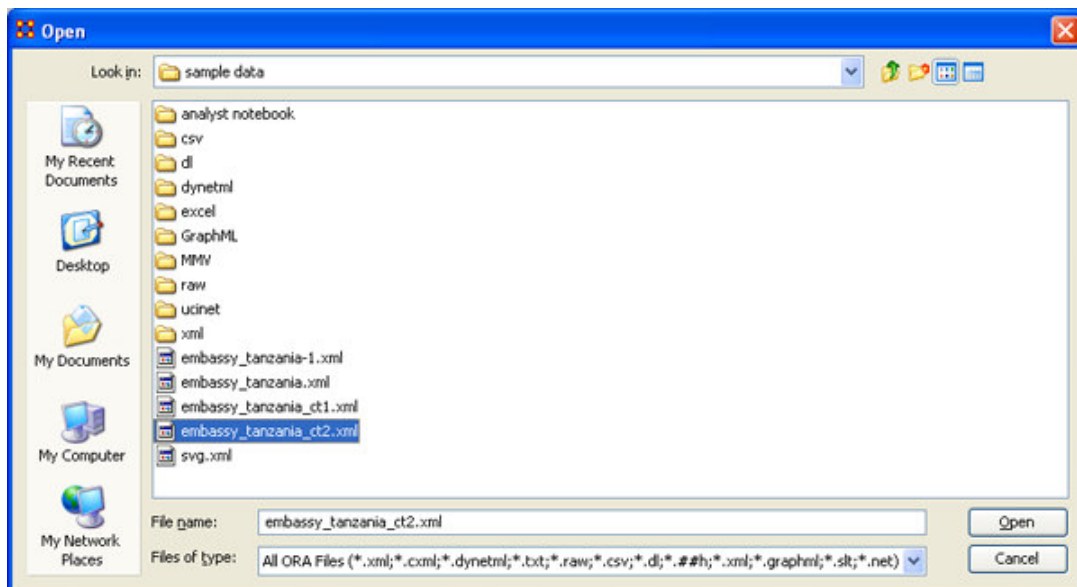 Open
Look in: sample data
My Recent Documents
Desktop
My Documents
My Computer
My Network Places
analyst notebook
csv
dl
dynetml
excel
GraphML
MMV
raw
ucinet
xml
embassy_tanzania-1.xml
embassy_tanzania.xml
embassy_tanzania_ct1.xml
embassy_tanzania_ct2.xml
svg.xml
File name: embassy_tanzania_ct2.xml
Open
Files of type: All ORA Files (*.xml;*.cxml;*.dynetml;*.txt;*.raw;*.csv;*.dl;*.##h;*.xml;*.graphml;*.slt;*.net)
Cancel